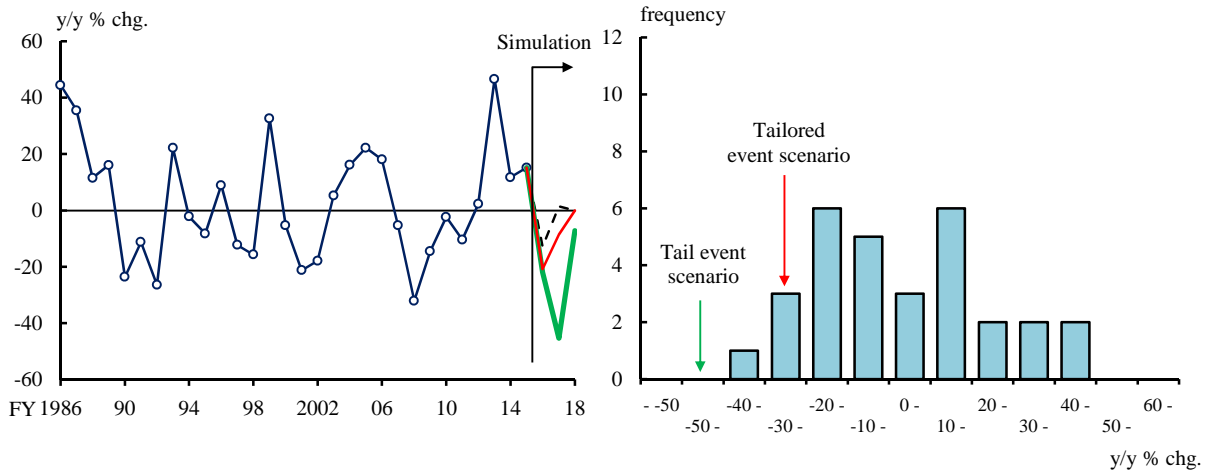 y/y % chg.
60
40
20
0
-20
-40
-60
Simulation
FY 1986 90 94 98 2002 06 10 14 18
frequency
12
10
8
6
4
2
0
Tailored
event scenario
Tail event
scenario
- -50 -40 - -20 - 0 - 20 - 40 - 60 -
-50 - -30 - -10 - 10 - 30 - 50 -
y/y % chg.